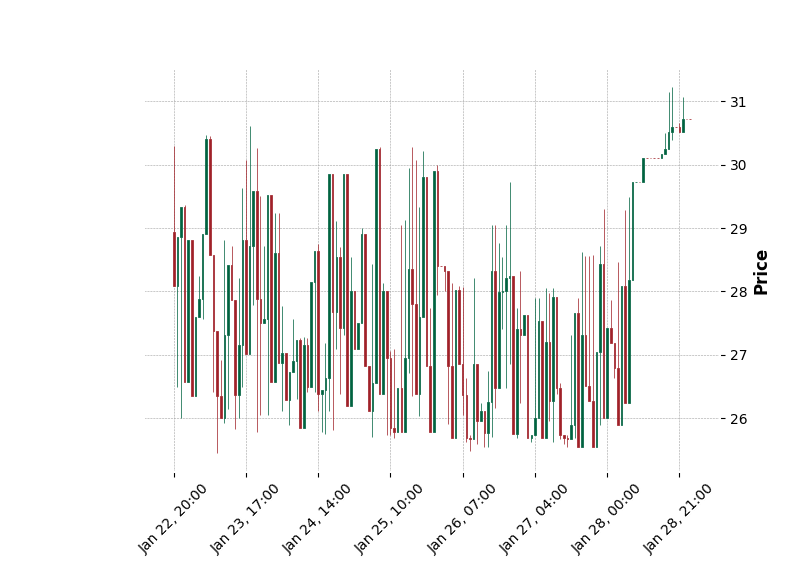 31
30
29
28
27
26
Price
Jan 22, 20:00
Jan 23, 17:00
Jan 24, 14:00
Jan 25, 10:00
Jan 26, 07:00
Jan 27, 04:00
Jan 28, 00:00
Jan 28, 21:00